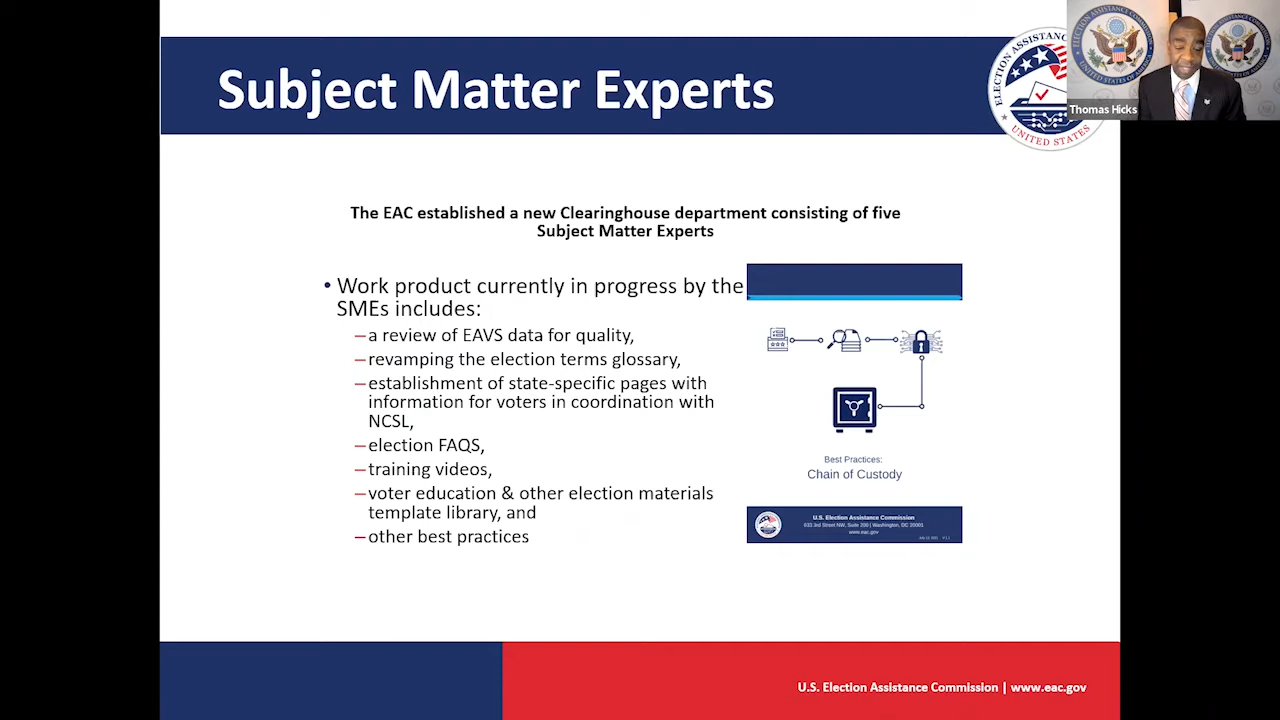 Subject Matter Experts
ELECTION ASSISTANCE
UNITED STATES
Thomas Hicks
The EAC established a new Clearinghouse department consisting of five
Subject Matter Experts
• Work product currently in progress by the
SMEs includes:
–a review of EAVS data for quality,
–revamping the election terms glossary,
–establishment of state-specific pages with
information for voters in coordination with
NCSL,
–election FAQS,
–training videos,
–voter education & other election materials
template library, and
–other best practices
Best Practices:
Chain of Custody
U.S. Election Assistance Commission
633 3rd Street NW, Suite 200 | Washington, DC 20001
www.eac.gov
U.S. Election Assistance Commission | www.eac.gov